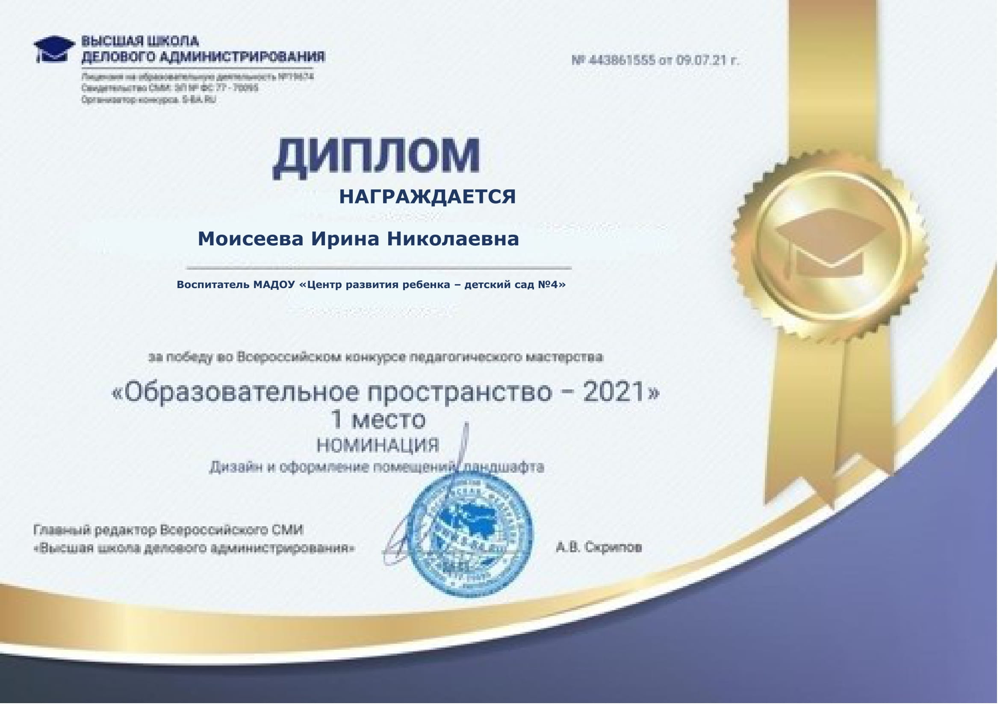 ВЫСШАЯ ШКОЛА
ДЕЛОВОГО АДМИНИСТРИРОВАНИЯ
Лицензия на образовательную деятельность №19674
Свидетельство СМИ: ЭЛ № ФС 77 - 70095
Организатор конкурса: S-BA.RU
№ 443861555 от 09.07.21 г.
ДИПЛОМ
НАГРАЖДАЕТСЯ
Моисеева Ирина Николаевна
Воспитатель МАДОУ «Центр развития ребенка – детский сад №4»
за победу во Всероссийском конкурсе педагогического мастерства
«Образовательное пространство – 2021»
1 место
НОМИНАЦИЯ
Дизайн и оформление помещений, ландшафта
Главный редактор Всероссийского СМИ
«Высшая школа делового администрирования»
А.В. Скрипов